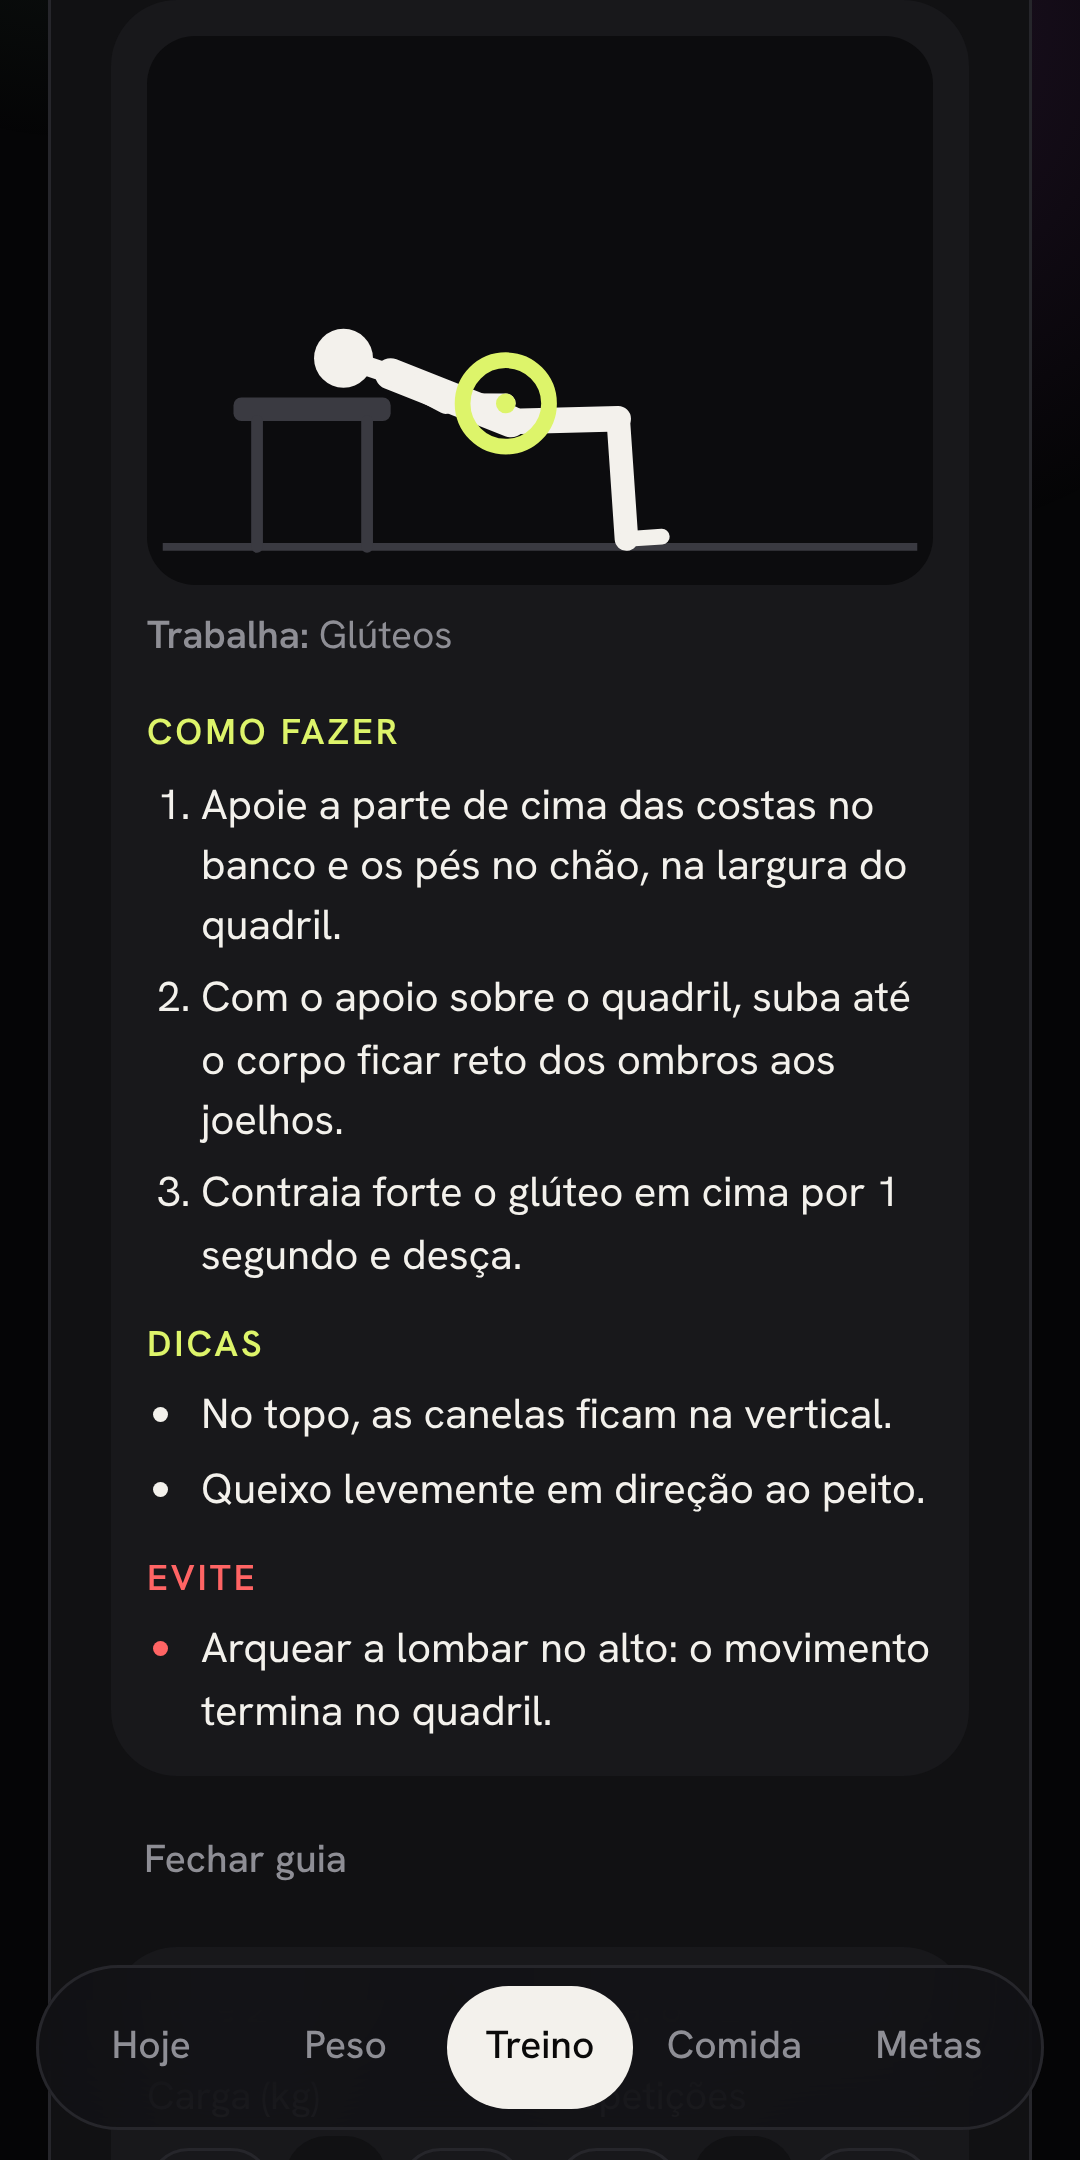 Trabalha: Glúteos
COMO FAZER
1. Apoie a parte de cima das costas no
banco e os pés no chão, na largura do
quadril.
2. Com o apoio sobre o quadril, suba até
o corpo ficar reto dos ombros aos
joelhos.
3. Contraia forte o glúteo em cima por 1
segundo e desça.
DICAS
• No topo, as canelas ficam na vertical.
• Queixo levemente em direção ao peito.
EVITE
• Arquear a lombar no alto: o movimento
termina no quadril.
Fechar guia
Hoje Peso Treino Comida Metas
Carga (kg) petições